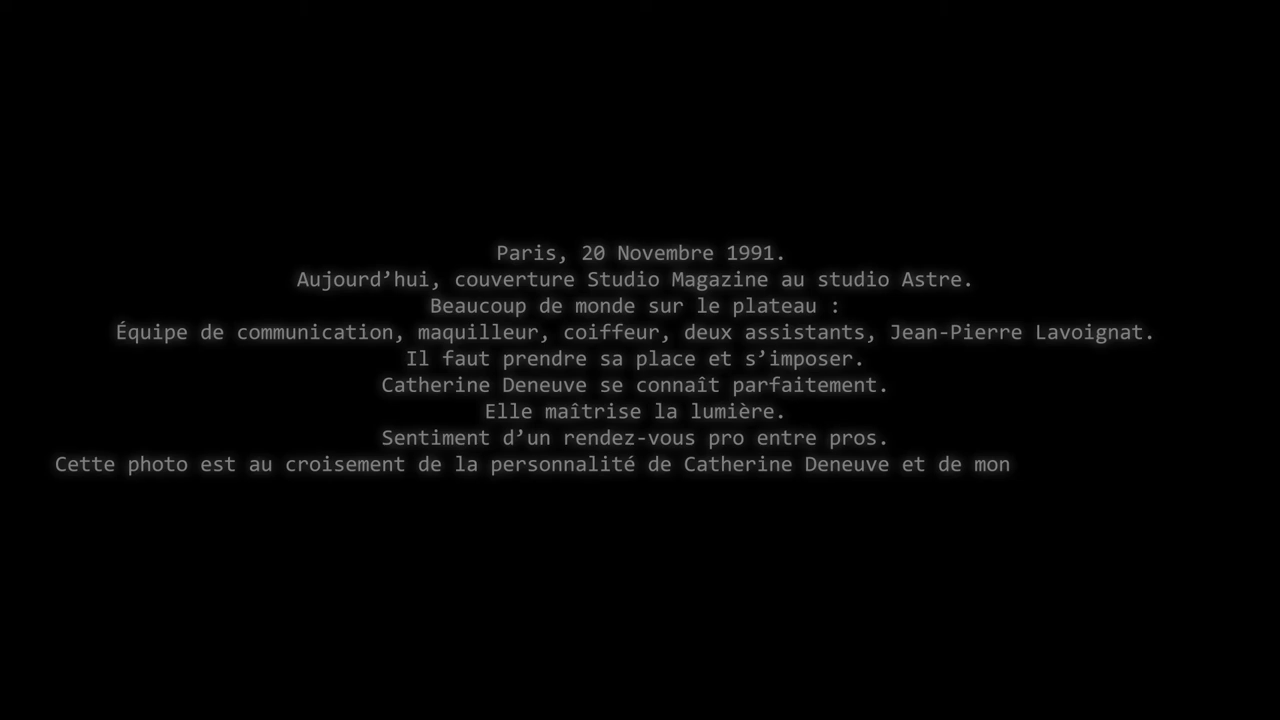 Paris, 20 Novembre 1991.
Aujourd’hui, couverture Studio Magazine au studio Astre.
Beaucoup de monde sur le plateau :
Équipe de communication, maquilleur, coiffeur, deux assistants, Jean-Pierre Lavoignat.
Il faut prendre sa place et s’imposer.
Catherine Deneuve se connaît parfaitement.
Elle maîtrise la lumière.
Sentiment d’un rendez-vous pro entre pros.
Cette photo est au croisement de la personnalité de Catherine Deneuve et de mon